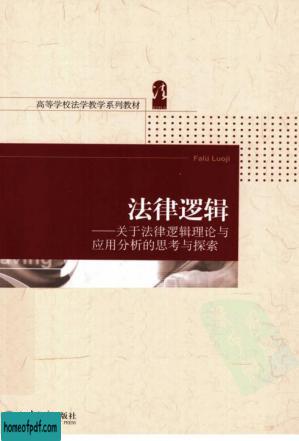 高等学校法学教学系列教材
Falü Luoji
法律逻辑
——关于法律逻辑理论与
应用分析的思考与探索
版社
PRESS
homeofpdf.com